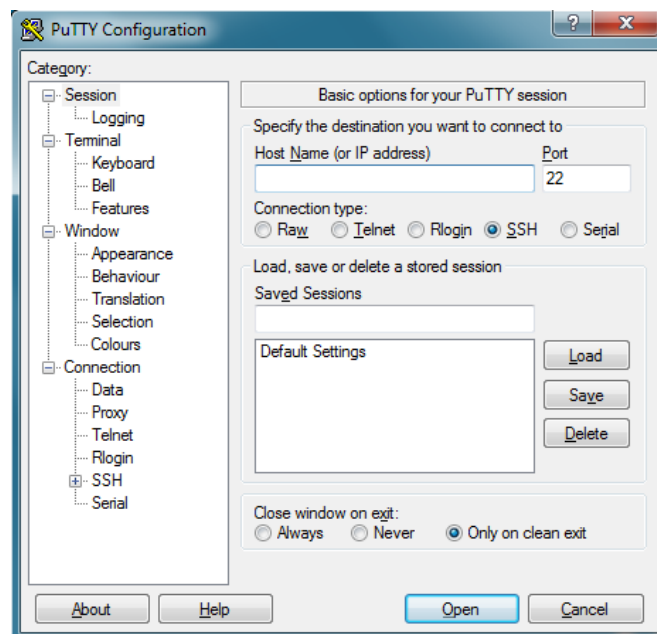 PuTTY Configuration
?
X
Category:
Session
Logging
Terminal
Keyboard
Bell
Features
Window
Appearance
Behaviour
Translation
Selection
Colours
Connection
Data
Proxy
Telnet
Rlogin
SSH
Serial
Basic options for your PuTTY session
Specify the destination you want to connect to
Host Name (or IP address) Port
22
Connection type:
Raw Telnet Rlogin SSH Serial
Load, save or delete a stored session
Saved Sessions
Default Settings
Load
Save
Delete
Close window on exit:
Always Never Only on clean exit
About Help Open Cancel